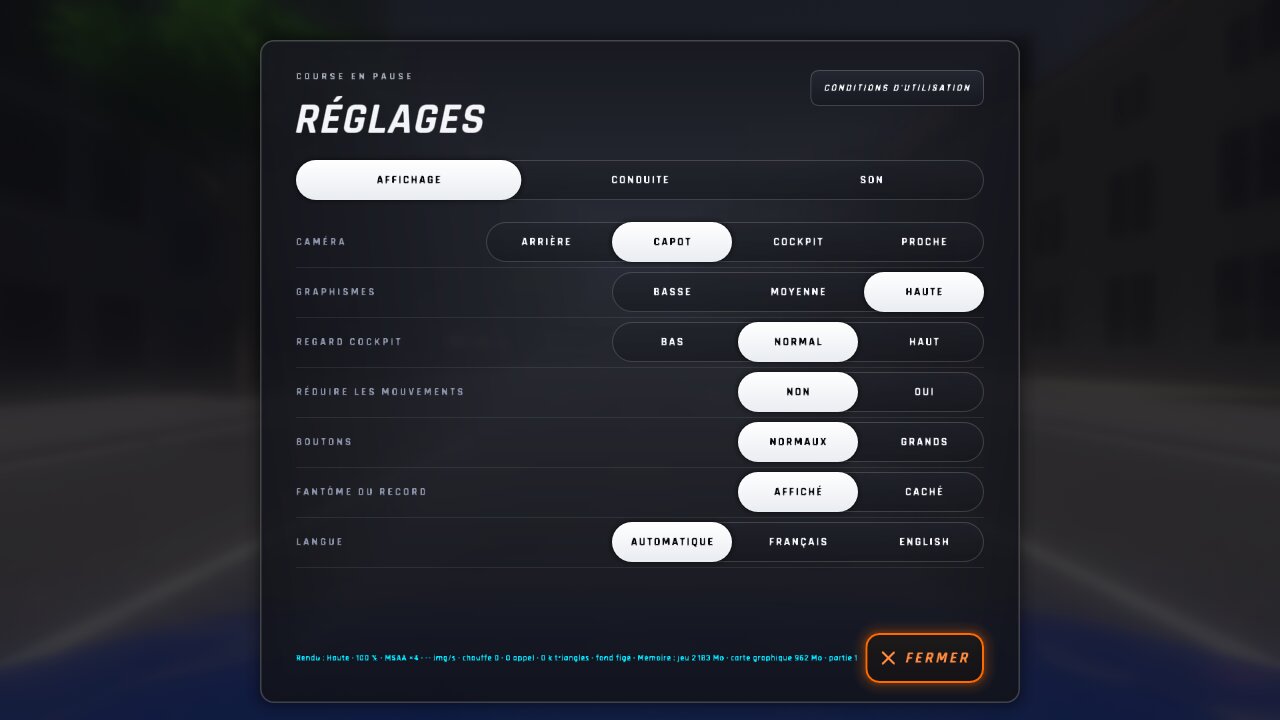 COURSE EN PAUSE
RÉGLAGES
CONDITIONS D'UTILISATION
AFFICHAGE CONDUITE SON
CAMÉRA ARRIÈRE CAPOT COCKPIT PROCHE
GRAPHISMES BASSE MOYENNE HAUTE
REGARD COCKPIT BAS NORMAL HAUT
RÉDUIRE LES MOUVEMENTS NON OUI
BOUTONS NORMAUX GRANDS
FANTÔME DU RECORD AFFICHÉ CACHÉ
LANGUE AUTOMATIQUE FRANÇAIS ENGLISH
Rendu : Haute · 100 % · MSAA ×4 · -- img/s · chauffe 0 · 0 appel · 0 k triangles · fond figé · Mémoire : jeu 2 183 Mo · carte graphique 962 Mo · partie 1
FERMER